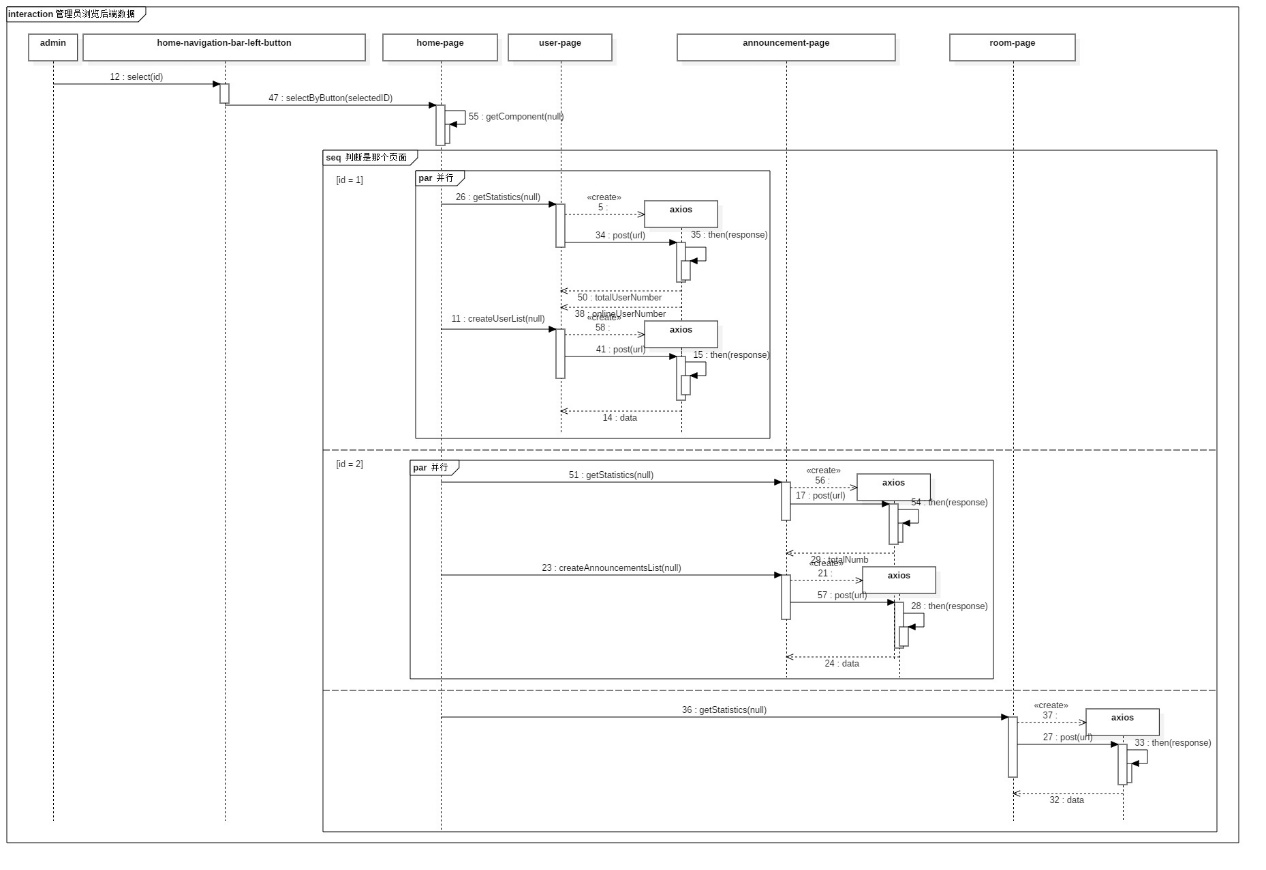 interaction 管理员浏览后端数据
admin
home-navigation-bar-left-button
home-page
user-page
announcement-page
room-page
12 : select(id)
47 : selectByButton(selectedID)
55 : getComponent(null)
seq 判断是那个页面
[id = 1]
par 并行
26 : getStatistics(null)
«create»
5 :
axios
34 : post(url)
35 : then(response)
50 : totalUserNumber
38 : onlineUserNumber
11 : createUserList(null)
«create»
58 :
axios
41 : post(url)
15 : then(response)
14 : data
[id = 2]
par 并行
51 : getStatistics(null)
«create»
56 :
axios
17 : post(url)
54 : then(response)
29 : totalNumb
23 : createAnnouncementsList(null)
«create»
21 :
axios
57 : post(url)
28 : then(response)
24 : data
36 : getStatistics(null)
«create»
37 :
axios
27 : post(url)
33 : then(response)
32 : data